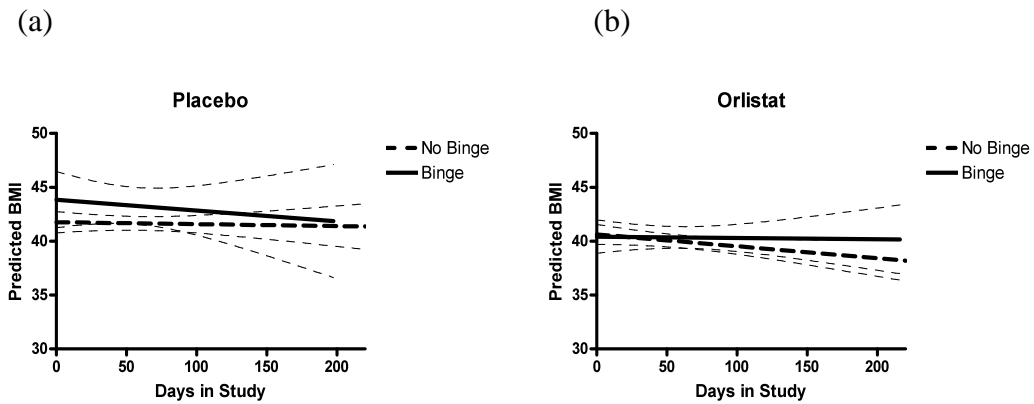 (a)
Placebo
Predicted BMI
50
45
40
35
30
0 50 100 150 200
Days in Study
No Binge
Binge
(b)
Orlistat
Predicted BMI
50
45
40
35
30
0 50 100 150 200
Days in Study
No Binge
Binge